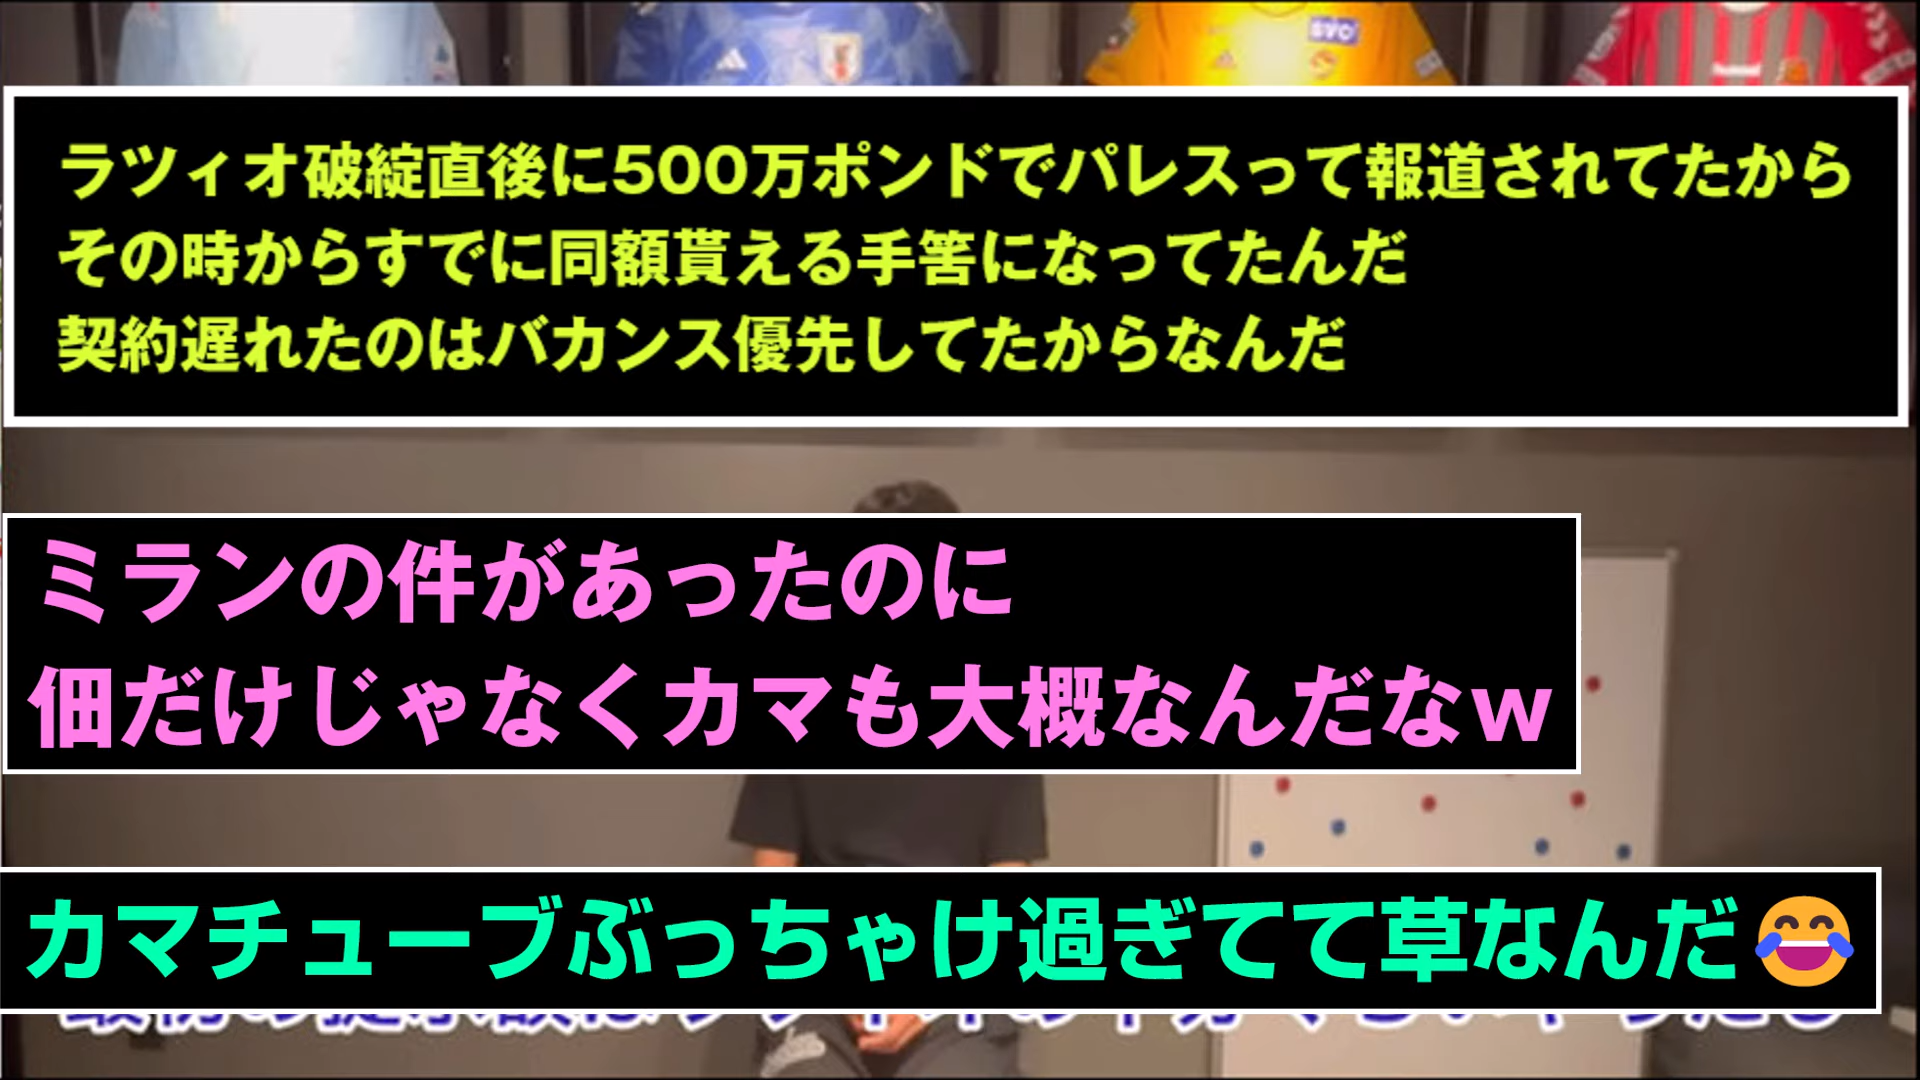 SVC
ラツィオ破綻直後に500万ポンドでパレスって報道されてたから
その時からすでに同額貰える手筈になってたんだ
契約遅れたのはバカンス優先してたからなんだ
ミランの件があったのに
佃だけじゃなくカマも大概なんだなw
カマチューブぶっちゃけ過ぎてて草なんだ😂